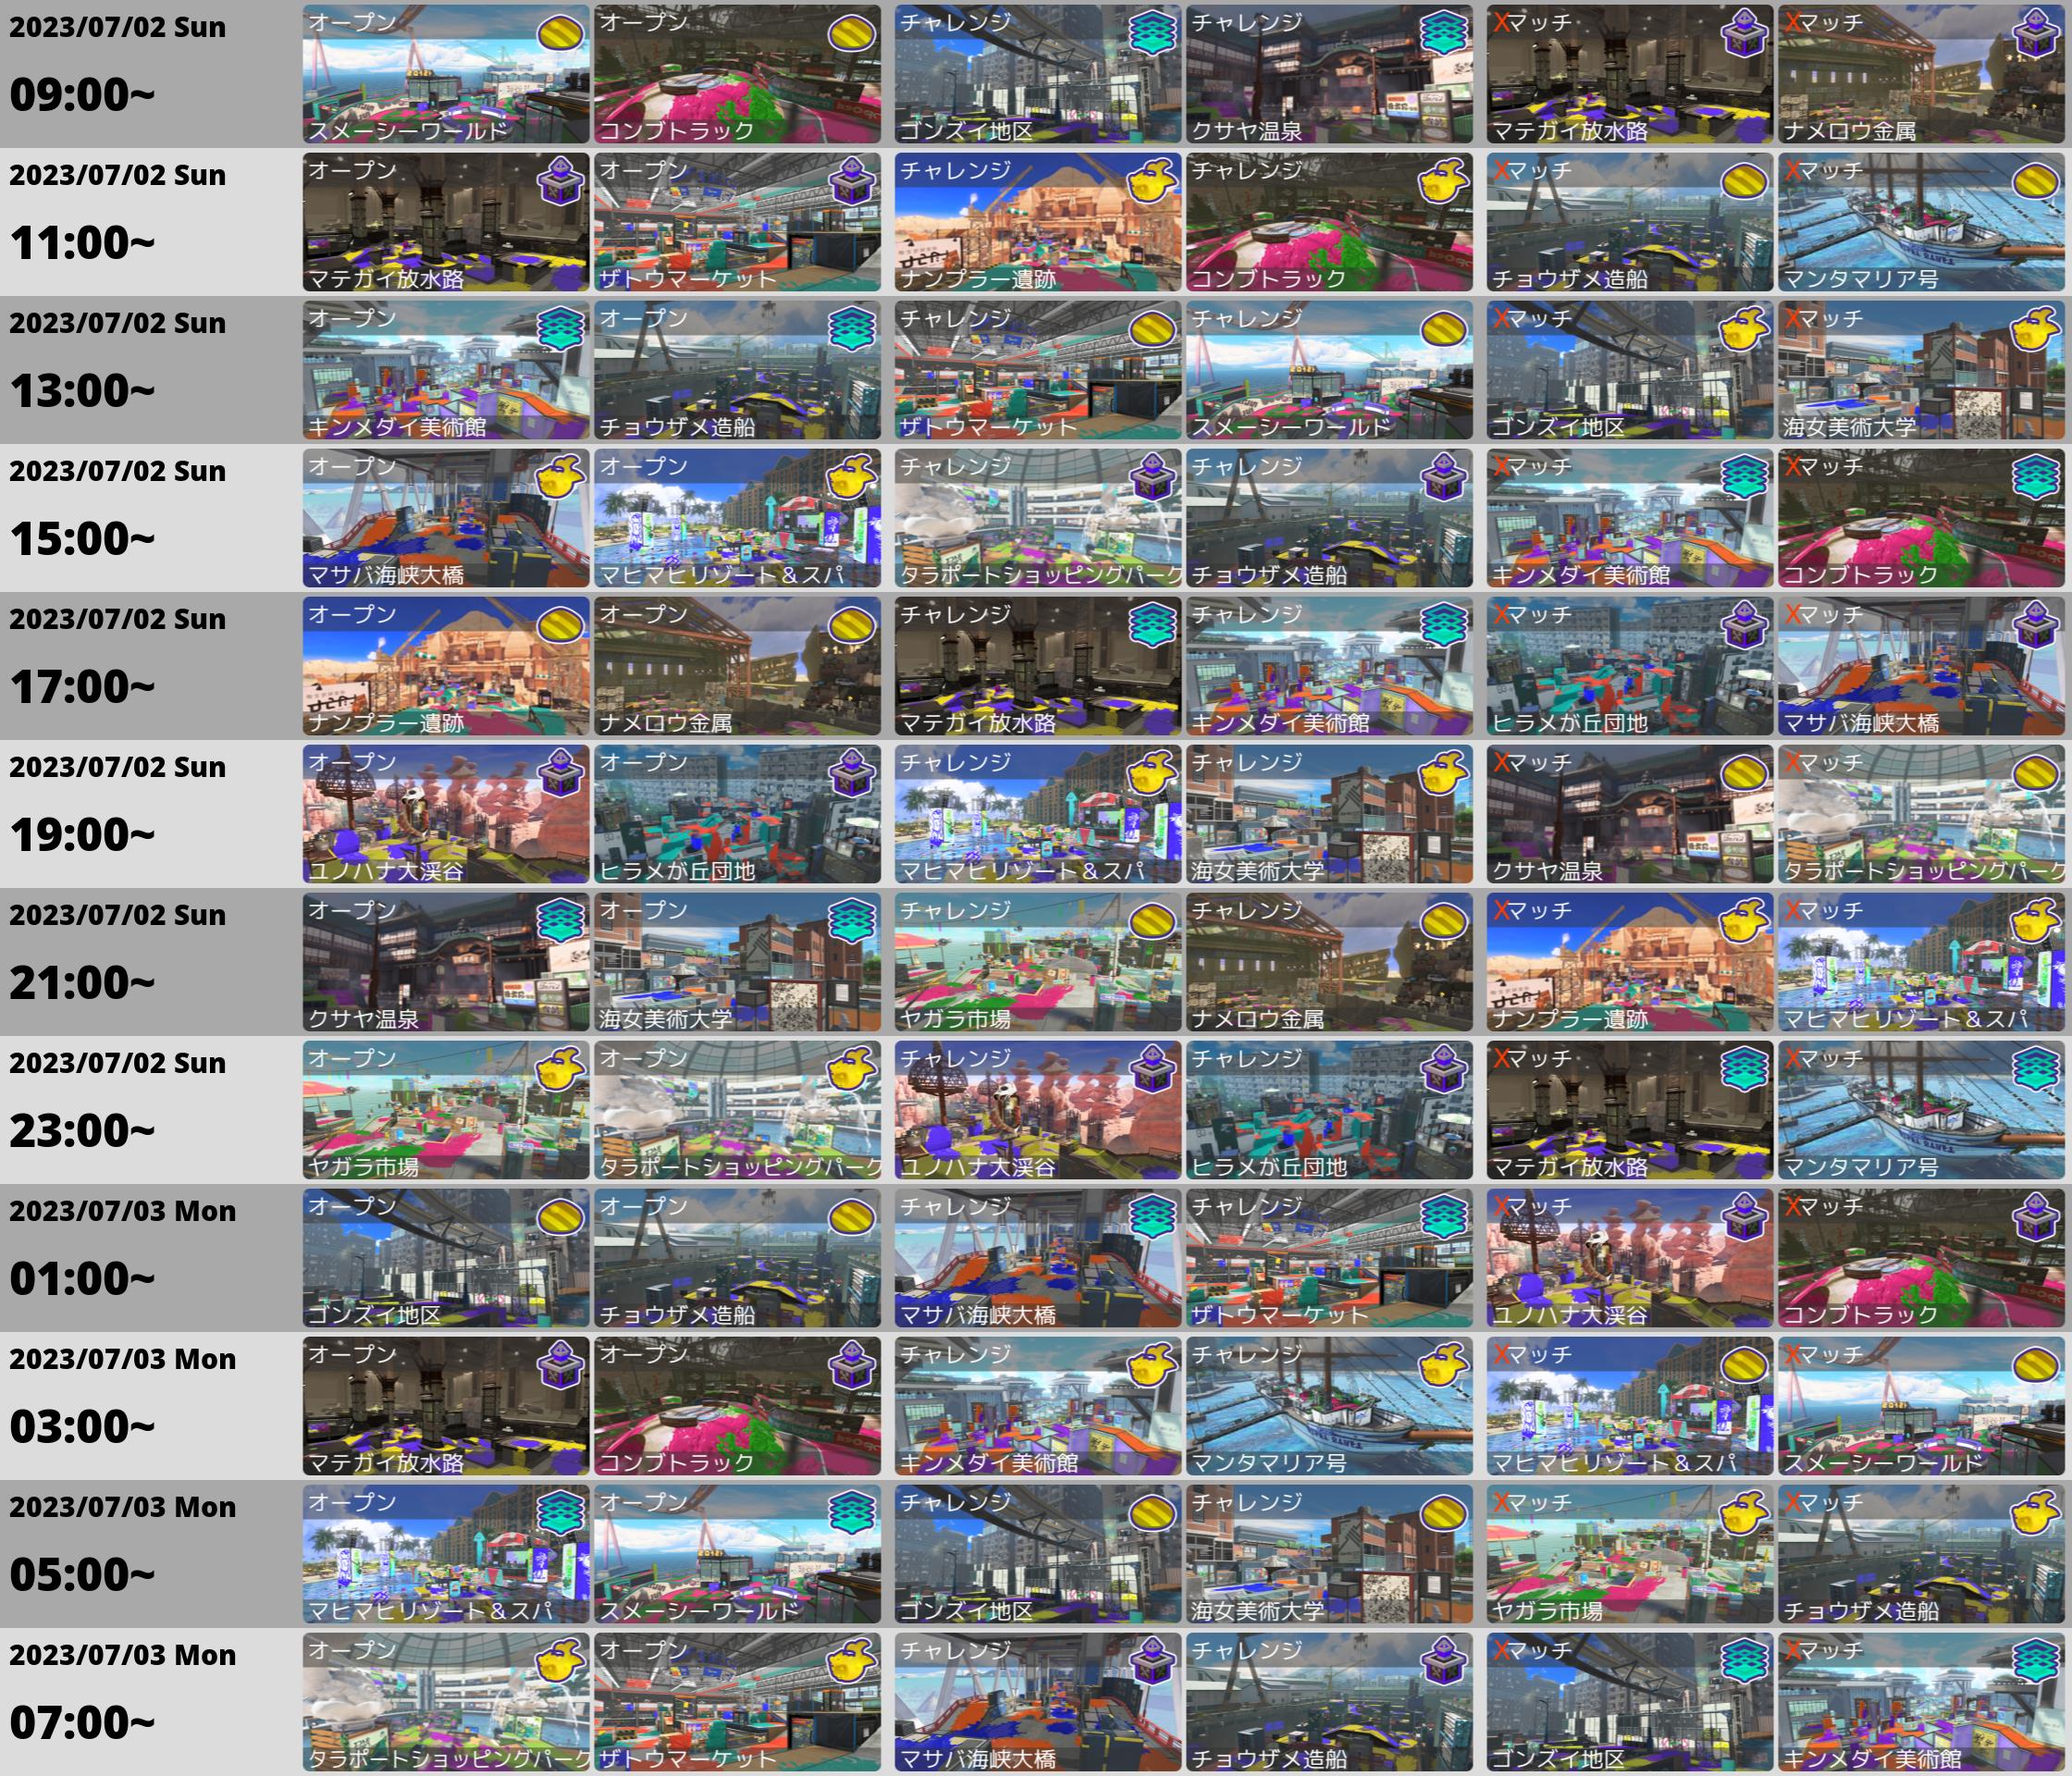 2023/07/02 Sun
09:00~
オープン
スメーシーワールド
オープン
コンブトラック
チャレンジ
ゴンズイ地区
チャレンジ
クサヤ温泉
Xマッチ
マテガイ放水路
Xマッチ
ナメロウ金属
2023/07/02 Sun
11:00~
オープン
マテガイ放水路
オープン
ザトウマーケット
チャレンジ
ナンプラー遺跡
チャレンジ
コンブトラック
Xマッチ
チョウザメ造船
Xマッチ
マンタマリア号
2023/07/02 Sun
13:00~
オープン
キンメダイ美術館
オープン
チョウザメ造船
チャレンジ
ザトウマーケット
チャレンジ
スメーシーワールド
Xマッチ
ゴンズイ地区
Xマッチ
海女美術大学
2023/07/02 Sun
15:00~
オープン
マサバ海峡大橋
オープン
マヒマヒリゾート＆スパ
チャレンジ
タラポートショッピングパーク
チャレンジ
チョウザメ造船
Xマッチ
キンメダイ美術館
Xマッチ
コンブトラック
2023/07/02 Sun
17:00~
オープン
ナンプラー遺跡
オープン
ナメロウ金属
チャレンジ
マテガイ放水路
チャレンジ
キンメダイ美術館
Xマッチ
ヒラメが丘団地
Xマッチ
マサバ海峡大橋
2023/07/02 Sun
19:00~
オープン
ユノハナ大渓谷
オープン
ヒラメが丘団地
チャレンジ
マヒマヒリゾート＆スパ
チャレンジ
海女美術大学
Xマッチ
クサヤ温泉
Xマッチ
タラポートショッピングパーク
2023/07/02 Sun
21:00~
オープン
クサヤ温泉
オープン
海女美術大学
チャレンジ
ヤガラ市場
チャレンジ
ナメロウ金属
Xマッチ
ナンプラー遺跡
Xマッチ
マヒマヒリゾート＆スパ
2023/07/02 Sun
23:00~
オープン
ヤガラ市場
オープン
タラポートショッピングパーク
チャレンジ
ユノハナ大渓谷
チャレンジ
ヒラメが丘団地
Xマッチ
マテガイ放水路
Xマッチ
マンタマリア号
2023/07/03 Mon
01:00~
オープン
ゴンズイ地区
オープン
チョウザメ造船
チャレンジ
マサバ海峡大橋
チャレンジ
ザトウマーケット
Xマッチ
ユノハナ大渓谷
Xマッチ
コンブトラック
2023/07/03 Mon
03:00~
オープン
マテガイ放水路
オープン
コンブトラック
チャレンジ
キンメダイ美術館
チャレンジ
マンタマリア号
Xマッチ
マヒマヒリゾート＆スパ
Xマッチ
スメーシーワールド
2023/07/03 Mon
05:00~
オープン
マヒマヒリゾート＆スパ
オープン
スメーシーワールド
チャレンジ
ゴンズイ地区
チャレンジ
海女美術大学
Xマッチ
ヤガラ市場
Xマッチ
チョウザメ造船
2023/07/03 Mon
07:00~
オープン
タラポートショッピングパーク
オープン
ザトウマーケット
チャレンジ
マサバ海峡大橋
チャレンジ
チョウザメ造船
Xマッチ
ゴンズイ地区
Xマッチ
キンメダイ美術館